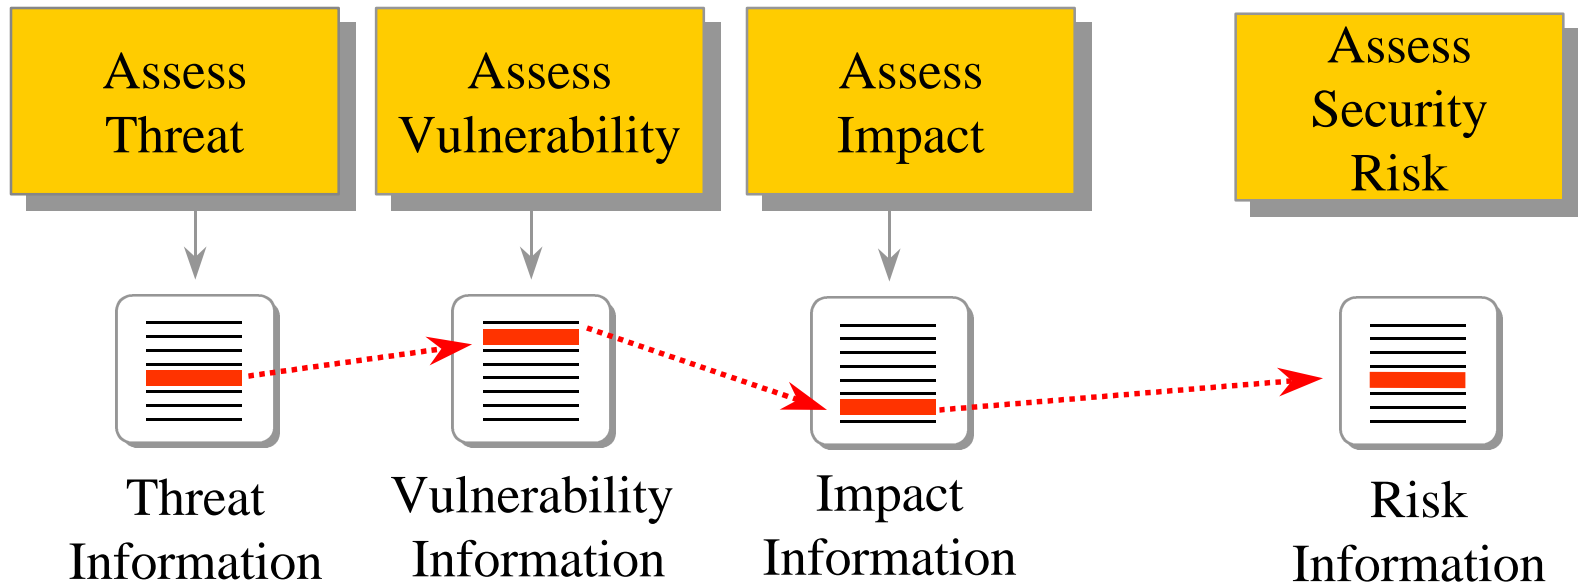 Assess
Threat
Assess
Vulnerability
Assess
Impact
Assess
Security
Risk
Threat
Information
Vulnerability
Information
Impact
Information
Risk
Information